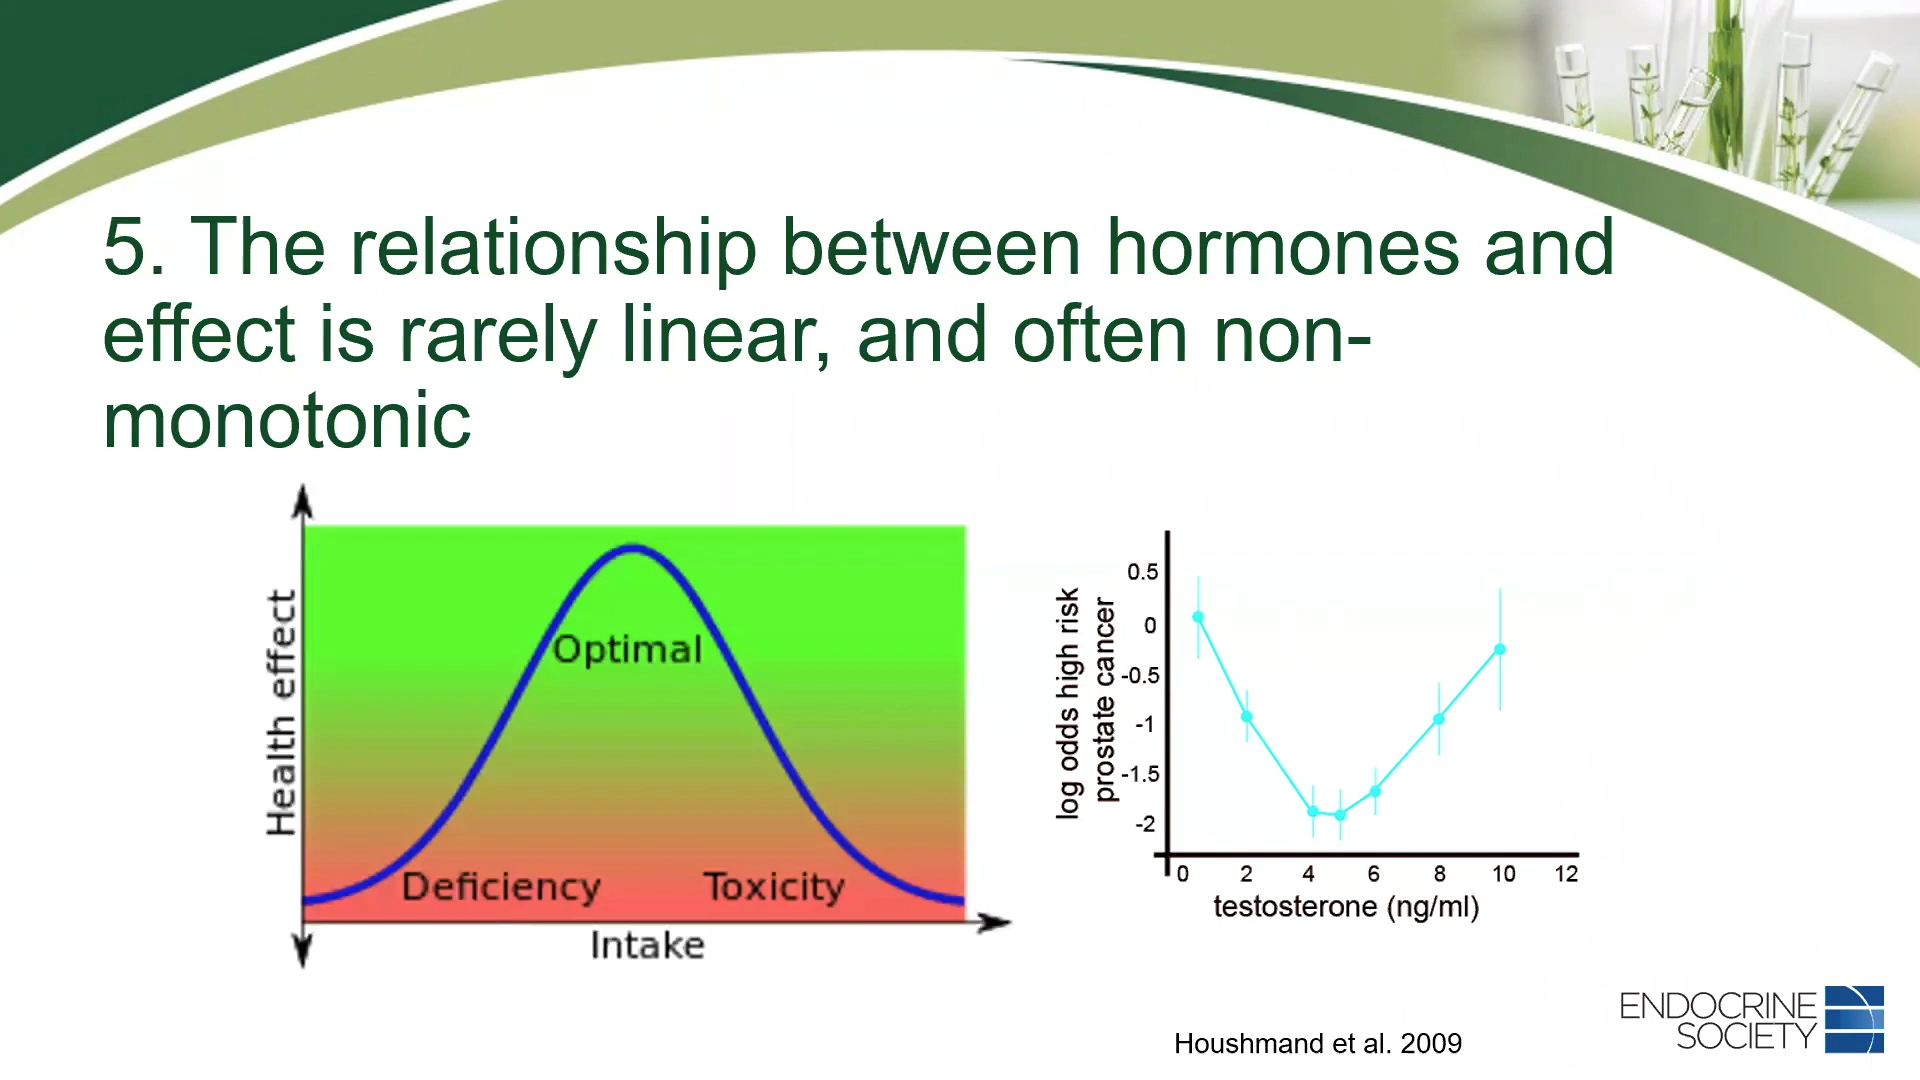 5. The relationship between hormones and
effect is rarely linear, and often non-
monotonic
Health effect
Optimal
Deficiency
Toxicity
Intake
log odds high risk
prostate cancer
0.5
0
-0.5
-1
-1.5
-2
0 2 4 6 8 10 12
testosterone (ng/ml)
Houshmand et al. 2009
ENDOCRINE
SOCIETY